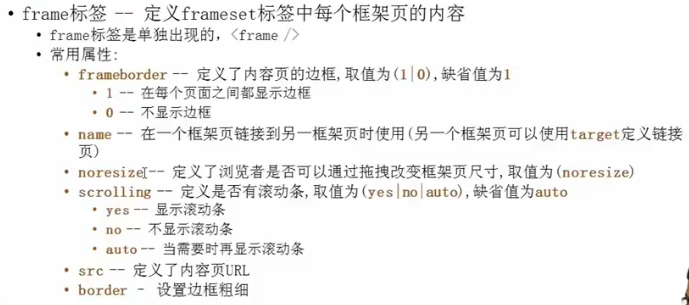 • frame标签 -- 定义frameset标签中每个框架页的内容
• frame标签是单独出现的，<frame />
• 常用属性:
• frameborder -- 定义了内容页的边框,取值为(1|0),缺省值为1
• 1 -- 在每个页面之间都显示边框
• 0 -- 不显示边框
• name -- 在一个框架页链接到另一框架页时使用(另一个框架页可以使用target定义链接
页)
• noresize -- 定义了浏览者是否可以通过拖拽改变框架页尺寸,取值为(noresize)
• scrolling -- 定义是否有滚动条,取值为(yes|no|auto),缺省值为auto
• yes -- 显示滚动条
• no -- 不显示滚动条
• auto -- 当需要时再显示滚动条
• src -- 定义了内容页URL
• border – 设置边框粗细